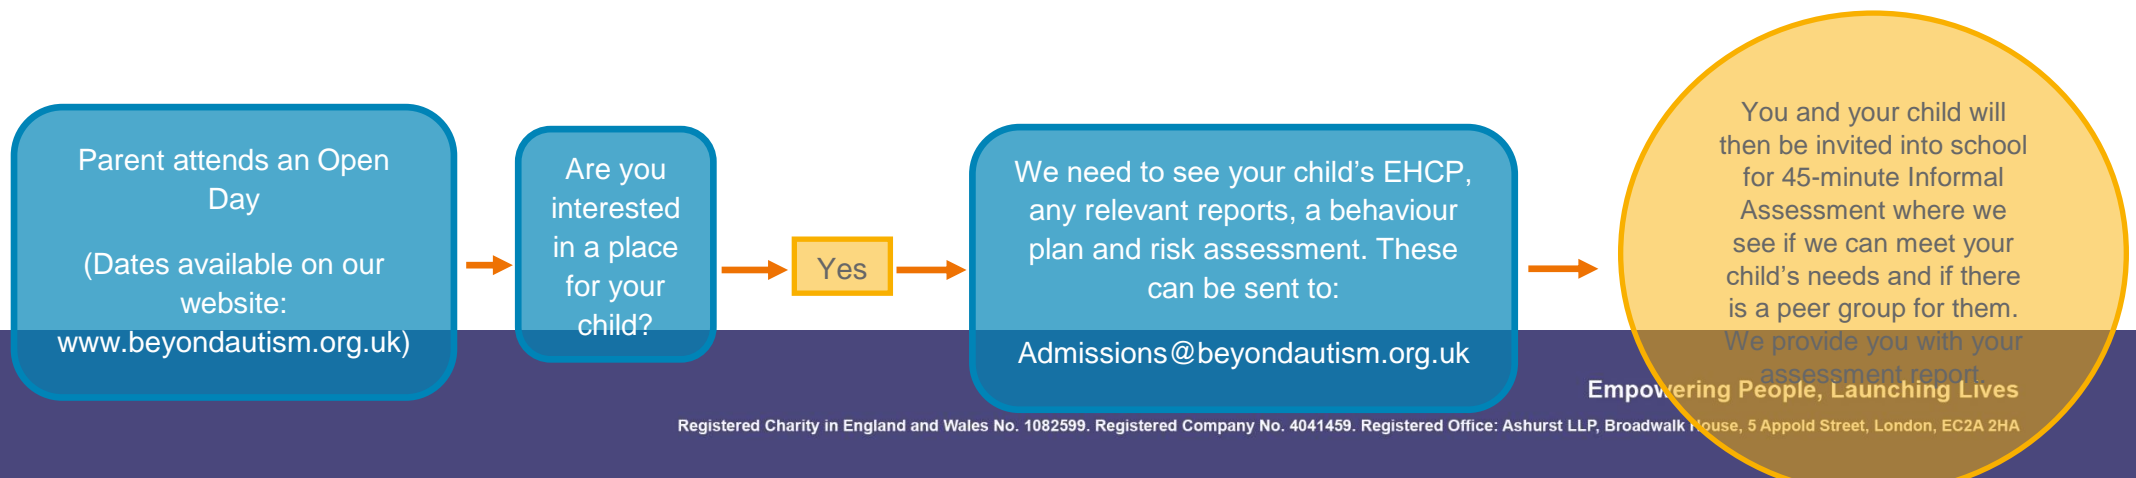 Parent attends an Open
Day
(Dates available on our
website:
www.beyondautism.org.uk)
Are you
interested
in a place
for your
child?
Yes
We need to see your child’s EHCP,
any relevant reports, a behaviour
plan and risk assessment. These
can be sent to:
Admissions@beyondautism.org.uk
You and your child will
then be invited into school
for 45-minute Informal
Assessment where we
see if we can meet your
child’s needs and if there
is a peer group for them.
We provide you with your
assessment report.
Empowering People, Launching Lives
Registered Charity in England and Wales No. 1082599. Registered Company No. 4041459. Registered Office: Ashurst LLP, Broadwalk House, 5 Appold Street, London, EC2A 2HA